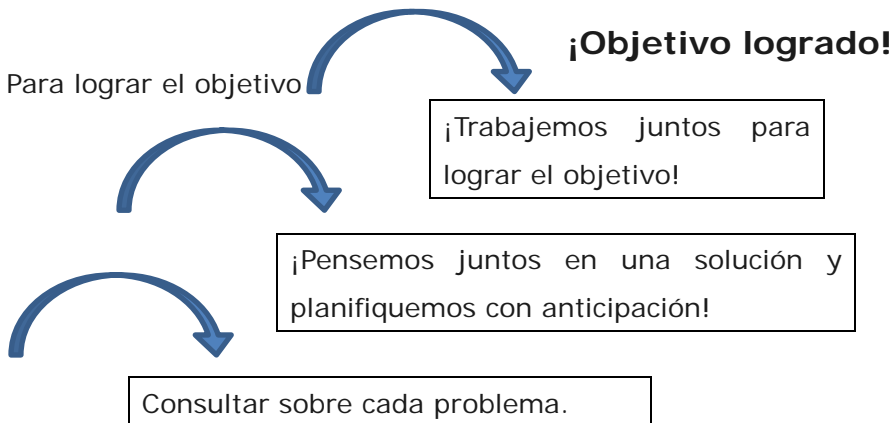 ¡Objetivo logrado!
Para lograr el objetivo
¡Trabajemos juntos para
lograr el objetivo!
¡Pensemos juntos en una solución y
planifiquemos con anticipación!
Consultar sobre cada problema.